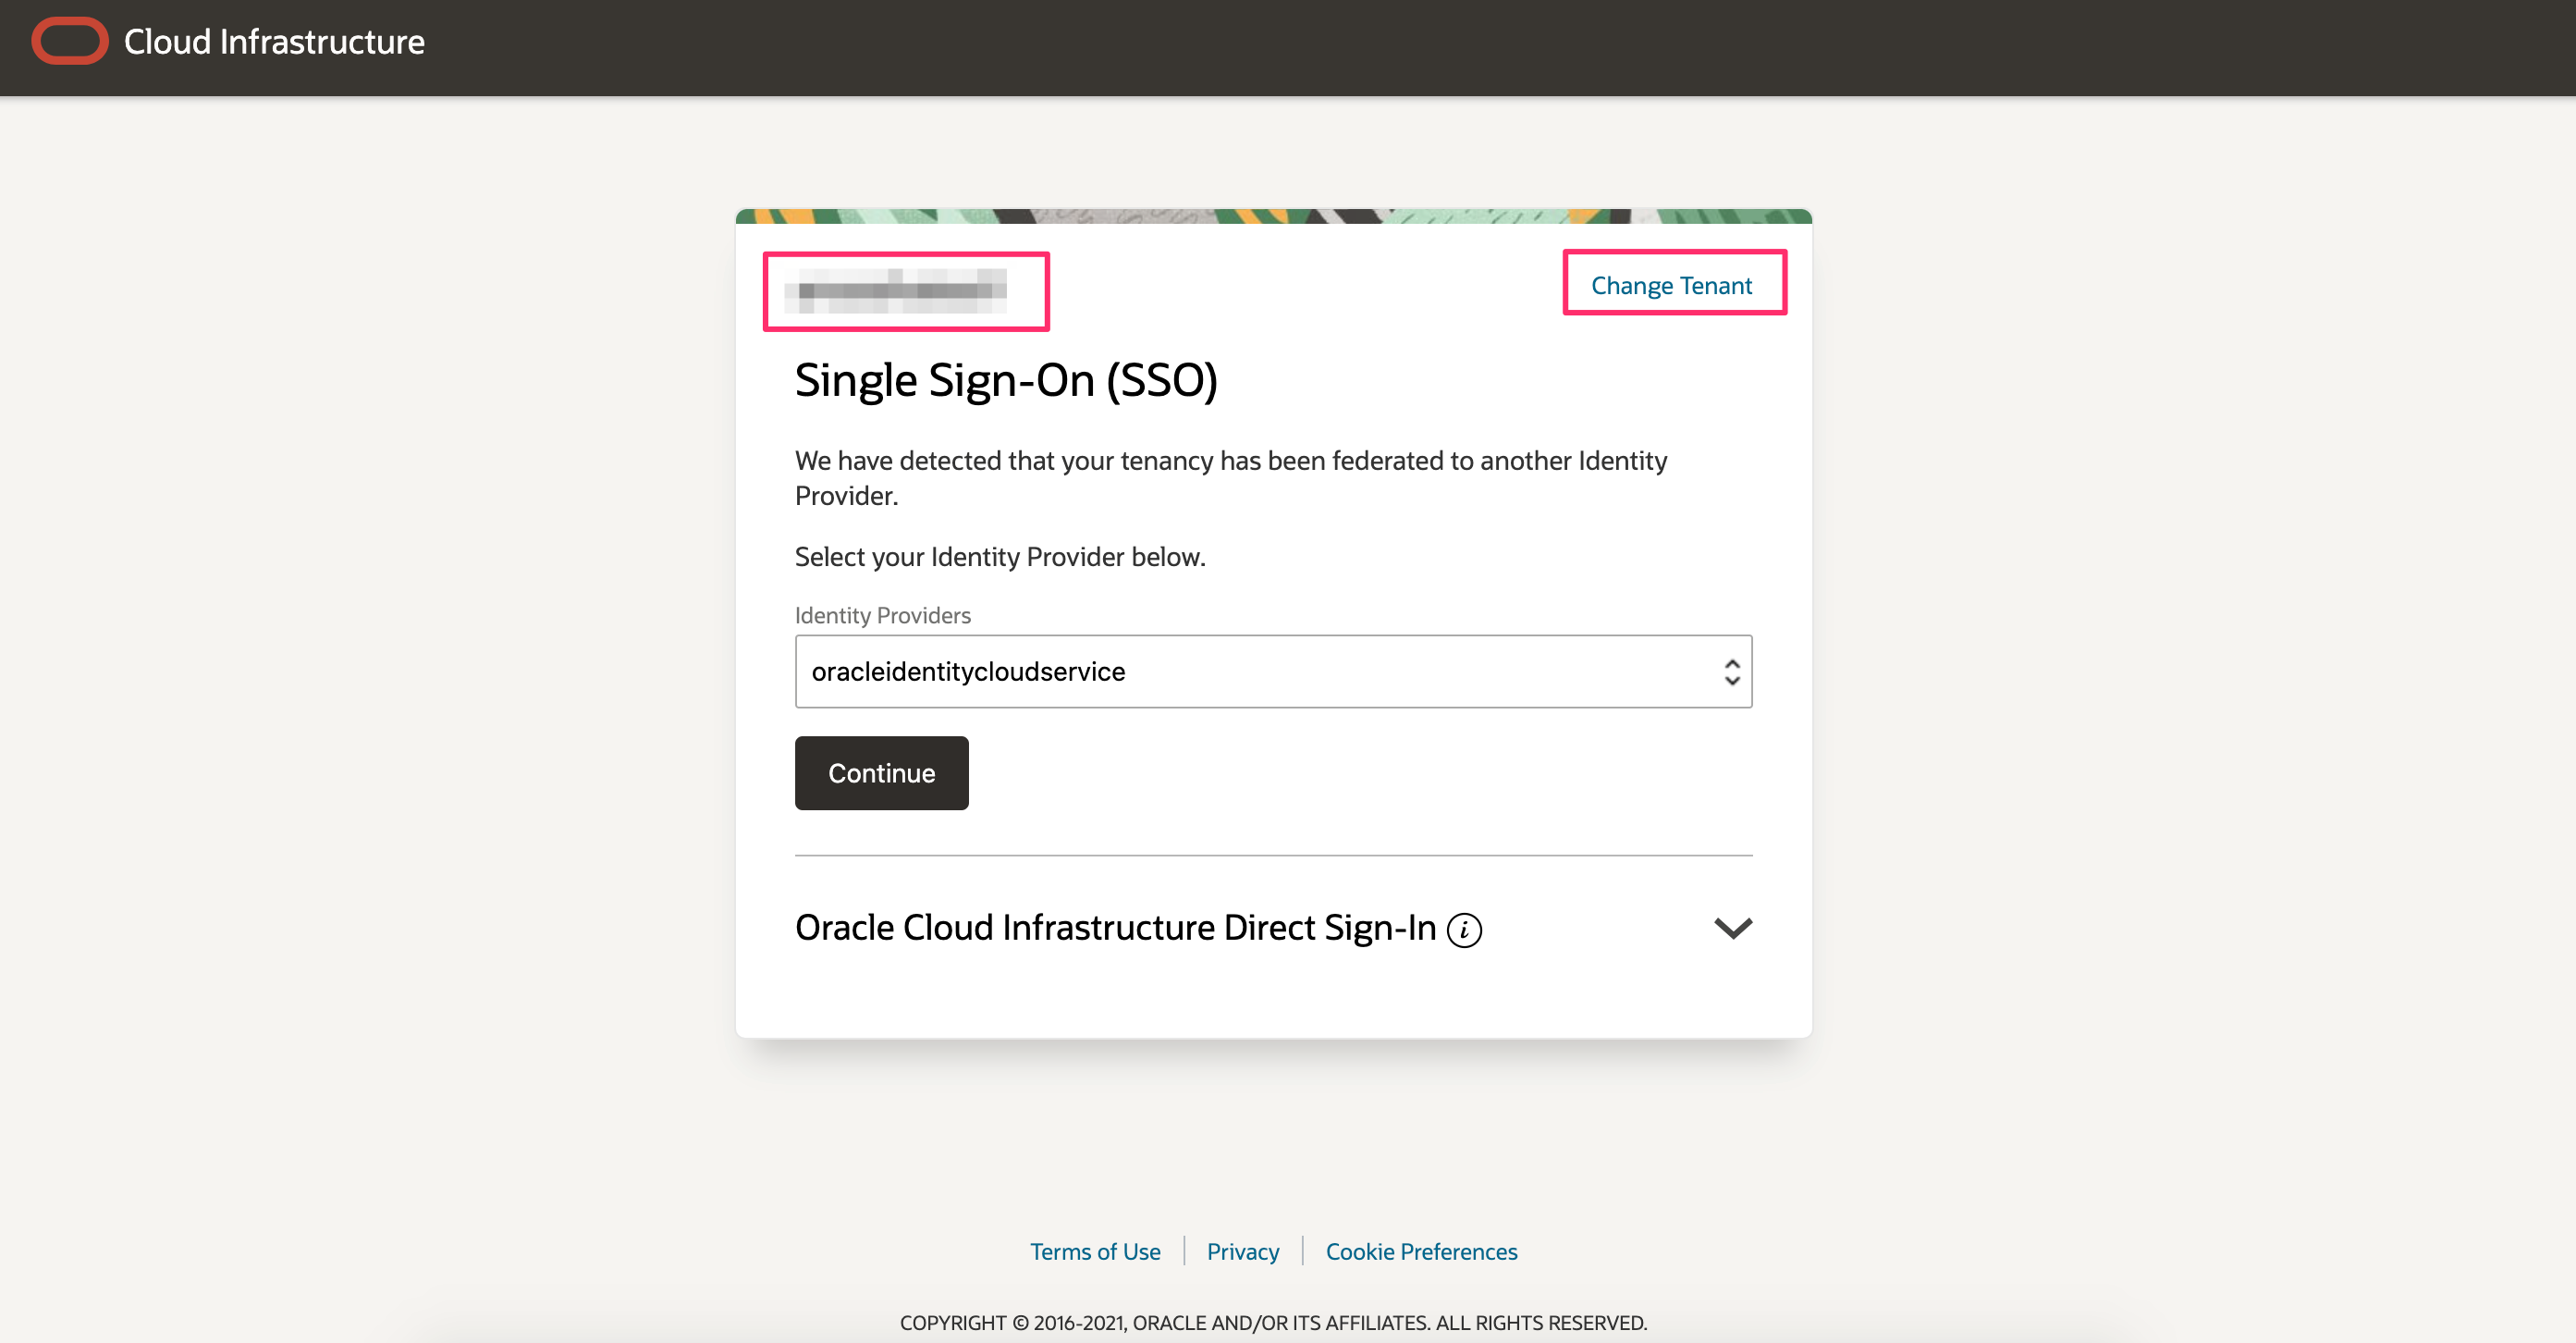 Cloud Infrastructure
Change Tenant
Single Sign-On (SSO)
We have detected that your tenancy has been federated to another Identity
Provider.
Select your Identity Provider below.
Identity Providers
oracleidentitycloudservice
Continue
Oracle Cloud Infrastructure Direct Sign-In i
Terms of Use
Privacy
Cookie Preferences
COPYRIGHT © 2016-2021, ORACLE AND/OR ITS AFFILIATES. ALL RIGHTS RESERVED.